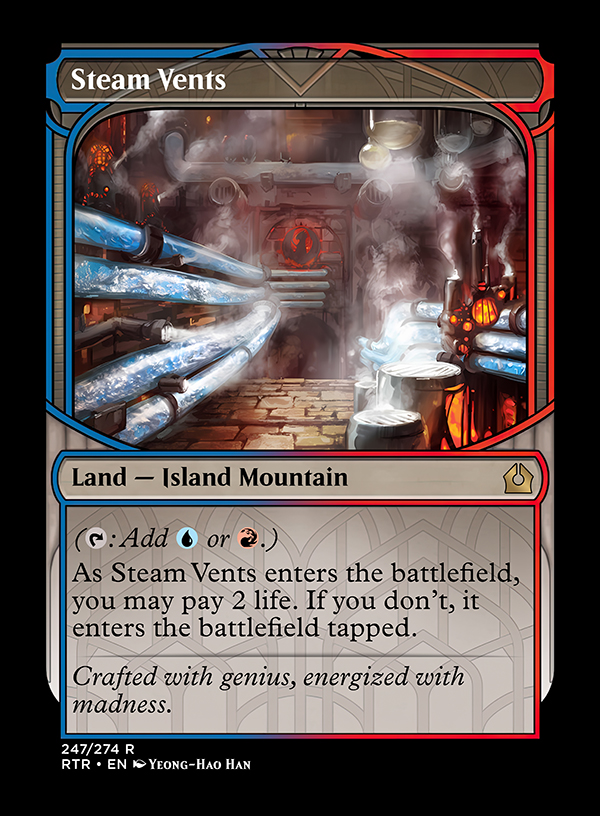 Steam Vents
Land — Island Mountain
(: Add or .)
As Steam Vents enters the battlefield,
you may pay 2 life. If you don't, it
enters the battlefield tapped.
Crafted with genius, energized with
madness.
247/274 R
RTR • EN Yeong-Hao Han